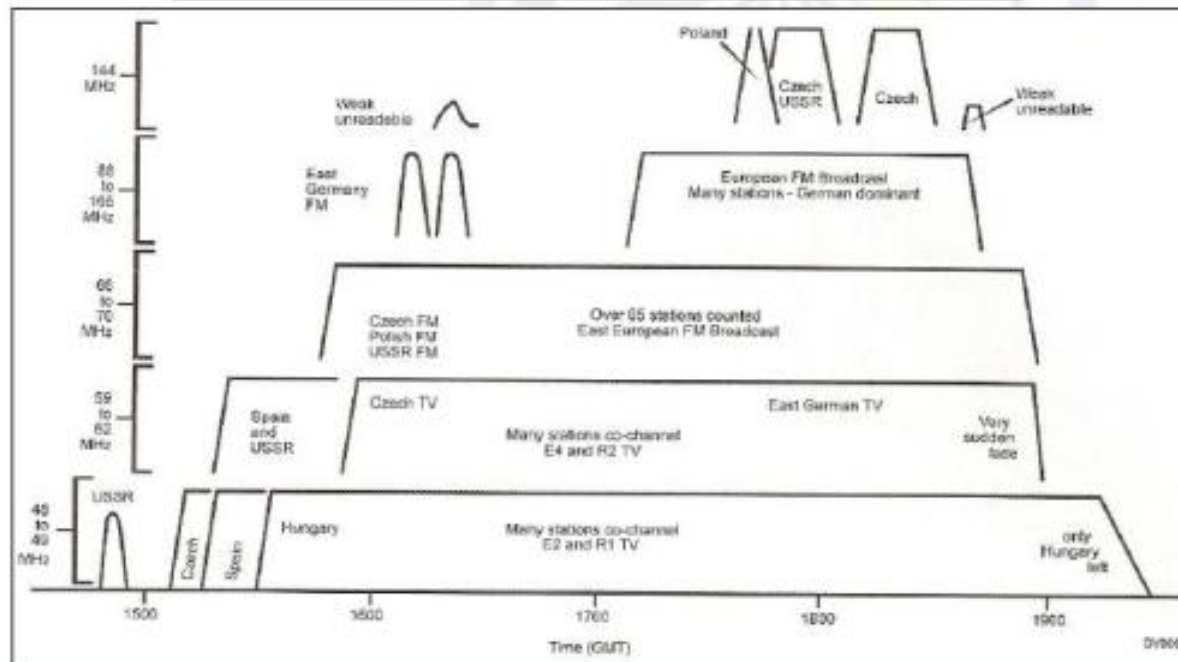 144
MHz
Poland
Czech
USSR
Czech
Weak
unreadable
Weak
unreadable
88
to
MHz
East
Germany
FM
European FM Broadcast
Many stations - German dominant
66
to
70
MHz
Czech FM
Polish FM
USSR FM
Over 65 stations counted
East European FM Broadcast
59
to
62
MHz
Spain
and
USSR
Czech TV
East German TV
Many stations co-channel
E4 and R2 TV
Very
sudden
fade
48
to
49
MHz
USSR
Czech
Spain
Hungary
Many stations co-channel
E2 and R1 TV
only
Hungary
left
1500
1600
1700
1800
1900
Time (GMT)